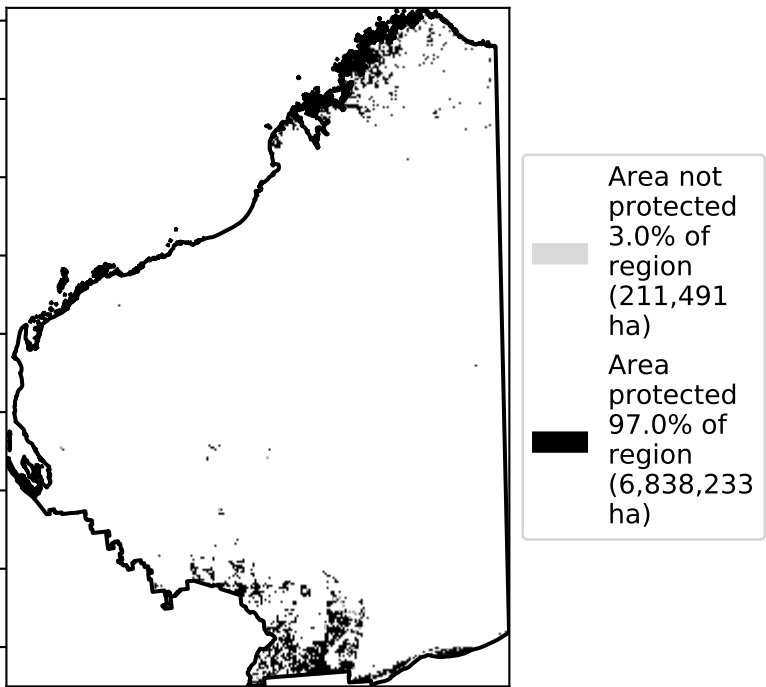 Area not
protected
3.0% of
region
(211,491
ha)
Area
protected
97.0% of
region
(6,838,233
ha)